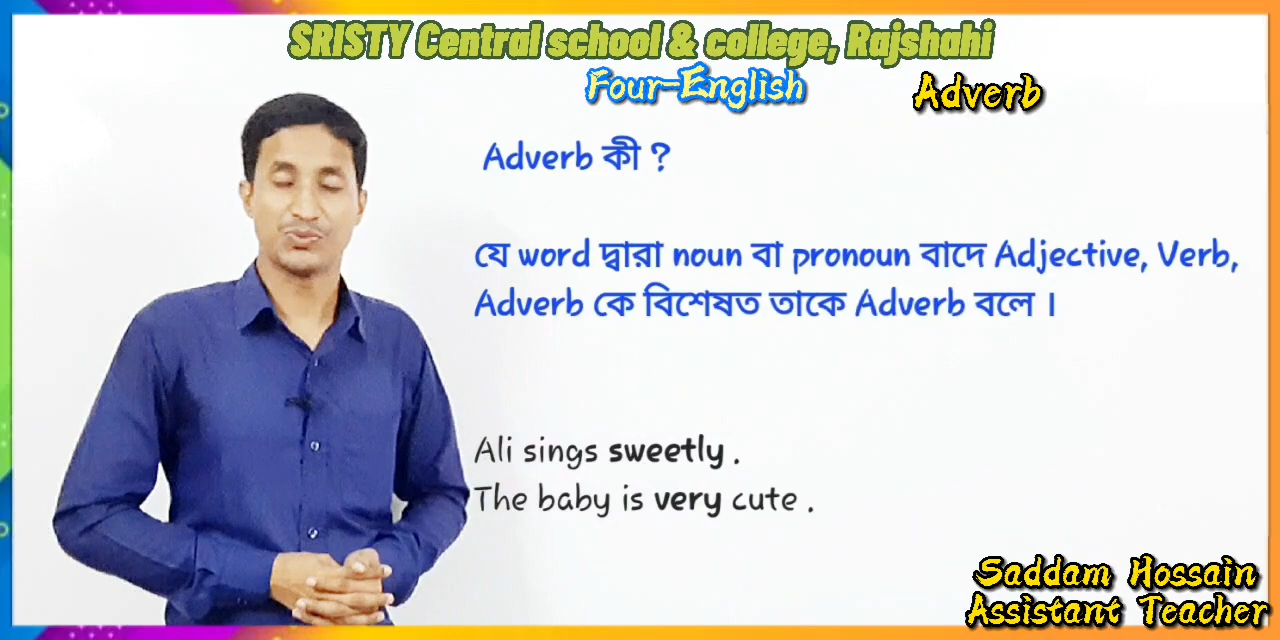 SRISTY Central school & college, Rajshahi
Four-English Adverb
Adverb কী ?
যে word দ্বারা noun বা pronoun বাদে Adjective, Verb,
Adverb কে বিশেষত তাকে Adverb বলে ।
Ali sings sweetly .
The baby is very cute .
Saddam Hossain
Assistant Teacher